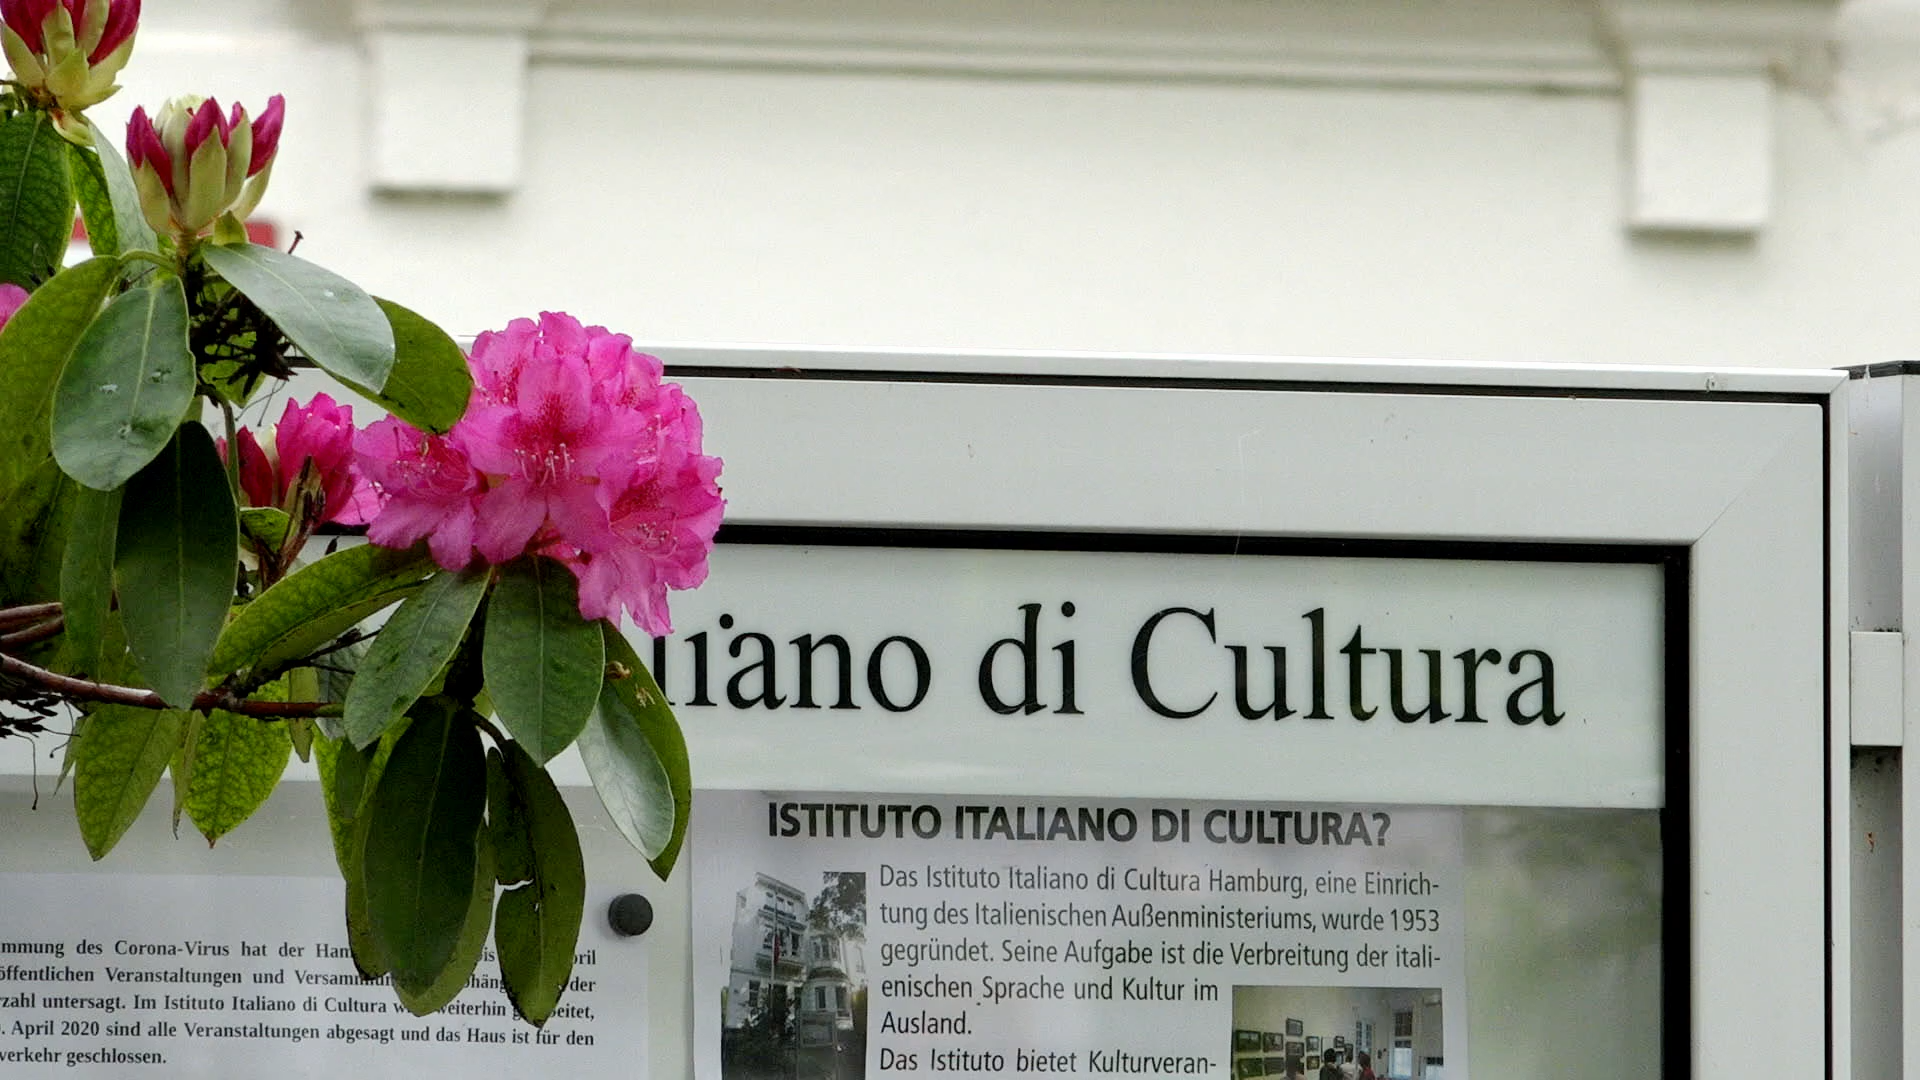 liano di Cultura
ISTITUTO ITALIANO DI CULTURA?
Das Istituto Italiano di Cultura Hamburg, eine Einrich-
tung des Italienischen Außenministeriums, wurde 1953
gegründet. Seine Aufgabe ist die Verbreitung der itali-
enischen Sprache und Kultur im
Ausland.
Das Istituto bietet Kulturveran-
mmung des Corona-Virus hat der Ham
öffentlichen Veranstaltungen und Versamm der
zahl untersagt. Im Istituto Italiano di Cultura weiterhin
. April 2020 sind alle Veranstaltungen abgesagt und das Haus ist für den
verkehr geschlossen.